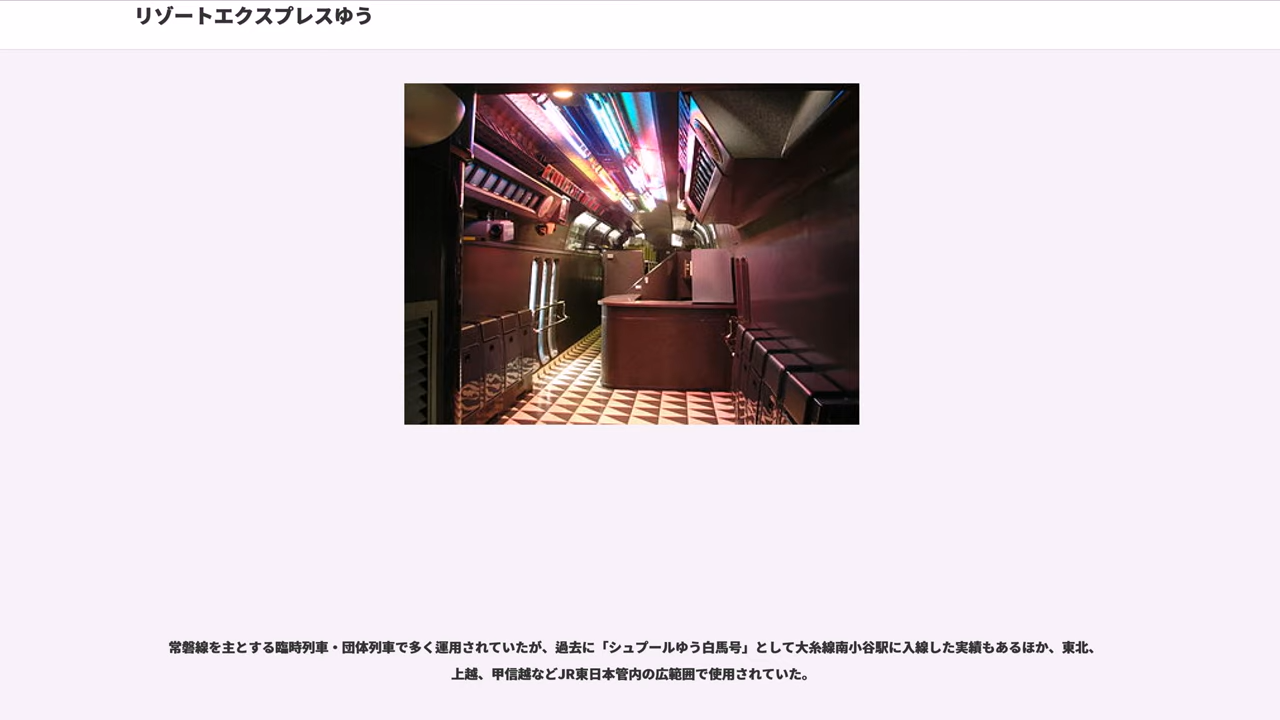 リゾートエクスプレスゆう
常磐線を主とする臨時列車・団体列車で多く運用されていたが、過去に「シュプールゆう白馬号」として大糸線南小谷駅に入線した実績もあるほか、東北、
上越、甲信越などJR東日本管内の広範囲で使用されていた。